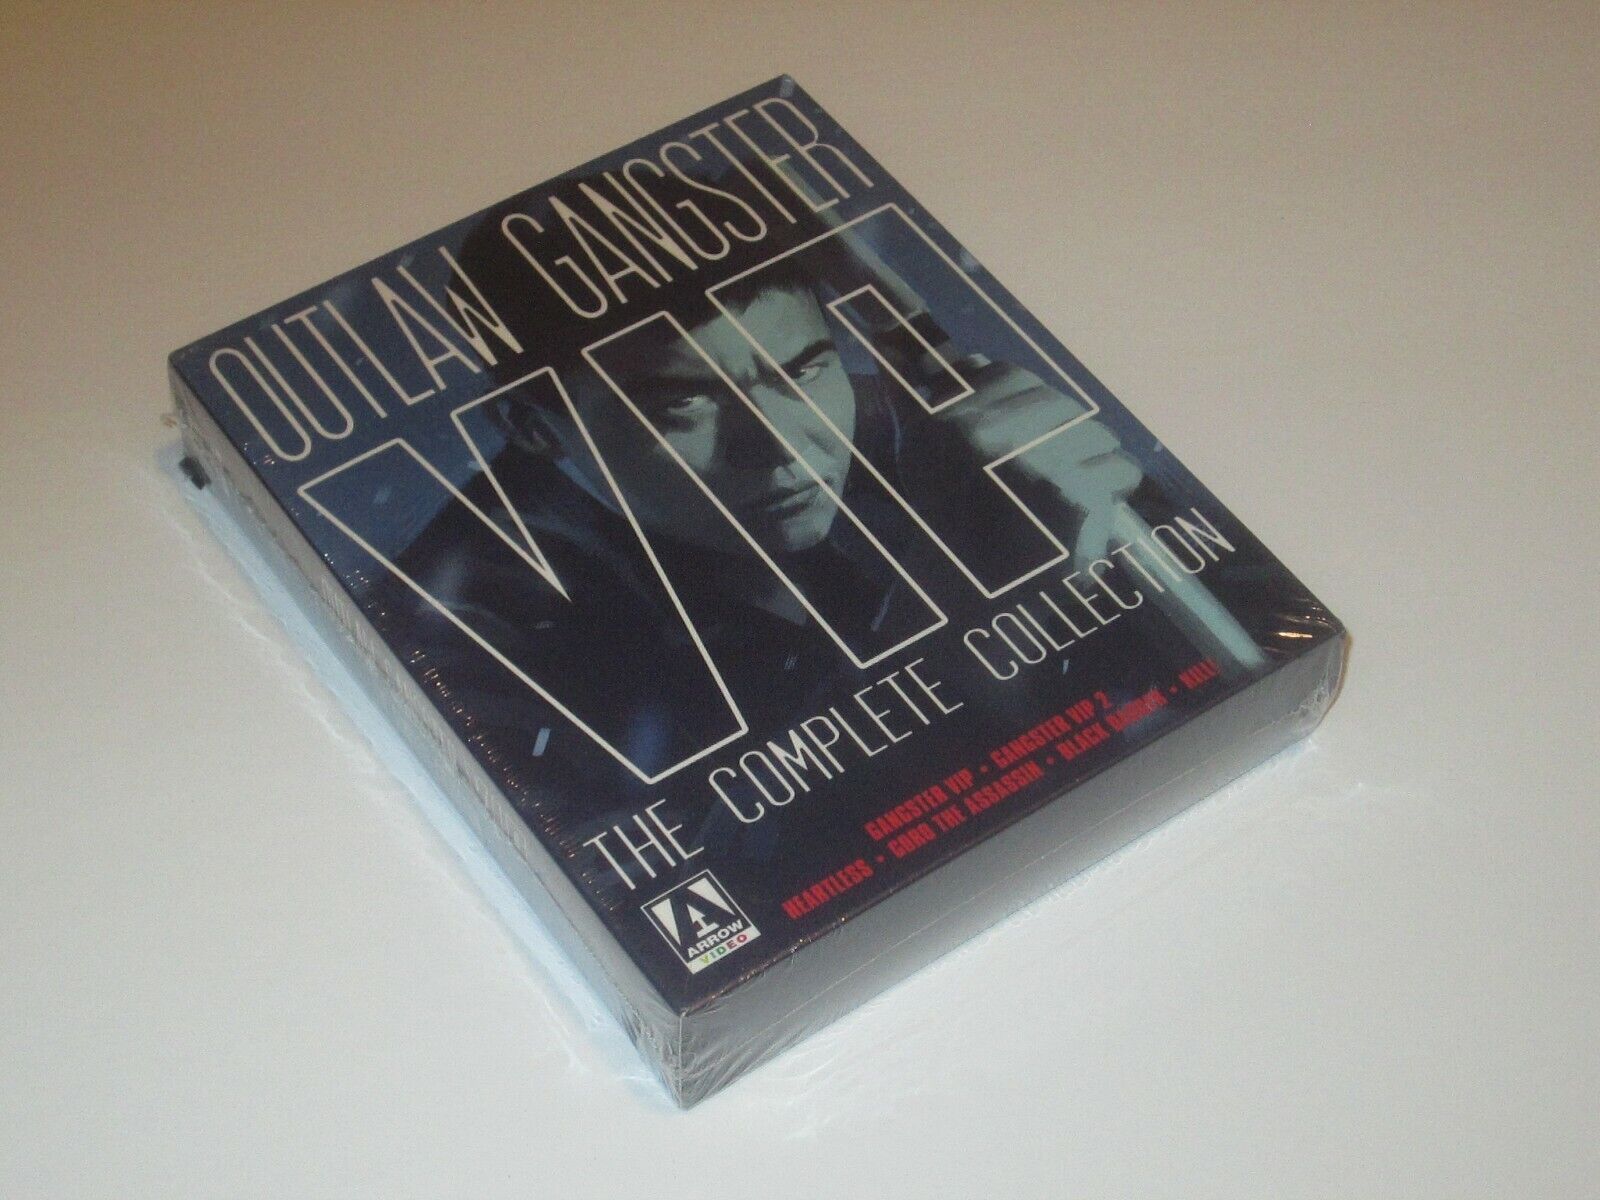 OUTLAW GANGSTER
VIP
THE COMPLETE COLLECTION
GANGSTER VIP • GANGSTER VIP 2
HEARTLESS • GORO THE ASSASSIN • BLACK DAGGER • KILL!
ARROW
VIDEO